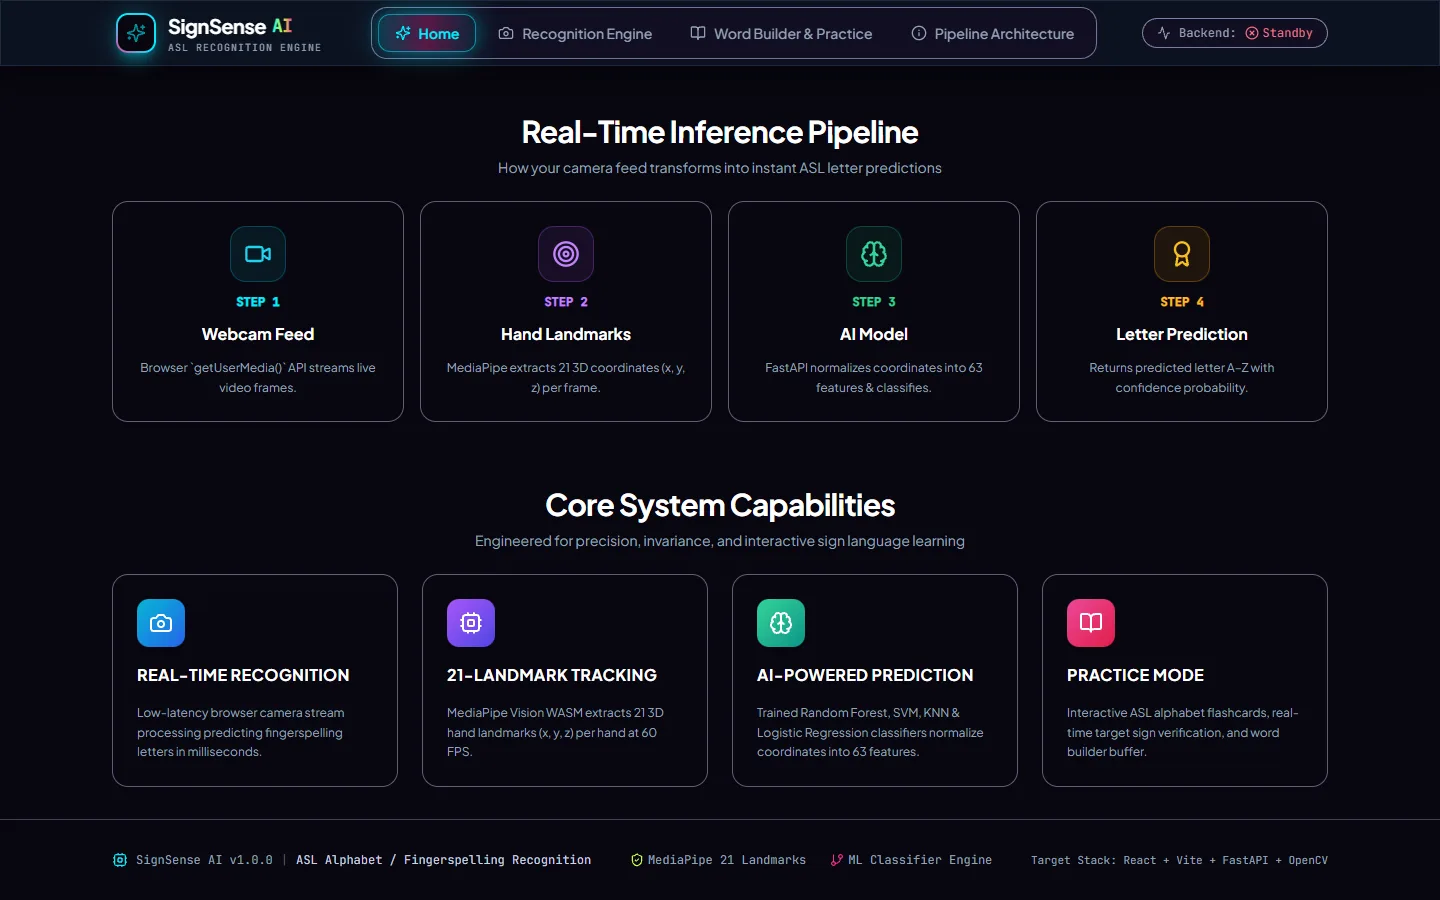 SignSense AI
ASL RECOGNITION ENGINE
Home
Recognition Engine
Word Builder & Practice
Pipeline Architecture
Backend: Standby
Real-Time Inference Pipeline
How your camera feed transforms into instant ASL letter predictions
STEP 1
Webcam Feed
Browser `getUserMedia()` API streams live
video frames.
STEP 2
Hand Landmarks
MediaPipe extracts 21 3D coordinates (x, y,
z) per frame.
STEP 3
AI Model
FastAPI normalizes coordinates into 63
features & classifies.
STEP 4
Letter Prediction
Returns predicted letter A-Z with
confidence probability.
Core System Capabilities
Engineered for precision, invariance, and interactive sign language learning
REAL-TIME RECOGNITION
Low-latency browser camera stream
processing predicting fingerspelling
letters in milliseconds.
21-LANDMARK TRACKING
MediaPipe Vision WASM extracts 21 3D
hand landmarks (x, y, z) per hand at 60
FPS.
AI-POWERED PREDICTION
Trained Random Forest, SVM, KNN &
Logistic Regression classifiers normalize
coordinates into 63 features.
PRACTICE MODE
Interactive ASL alphabet flashcards, real-
time target sign verification, and word
builder buffer.
SignSense AI v1.0.0 | ASL Alphabet / Fingerspelling Recognition
MediaPipe 21 Landmarks
ML Classifier Engine
Target Stack: React + Vite + FastAPI + OpenCV